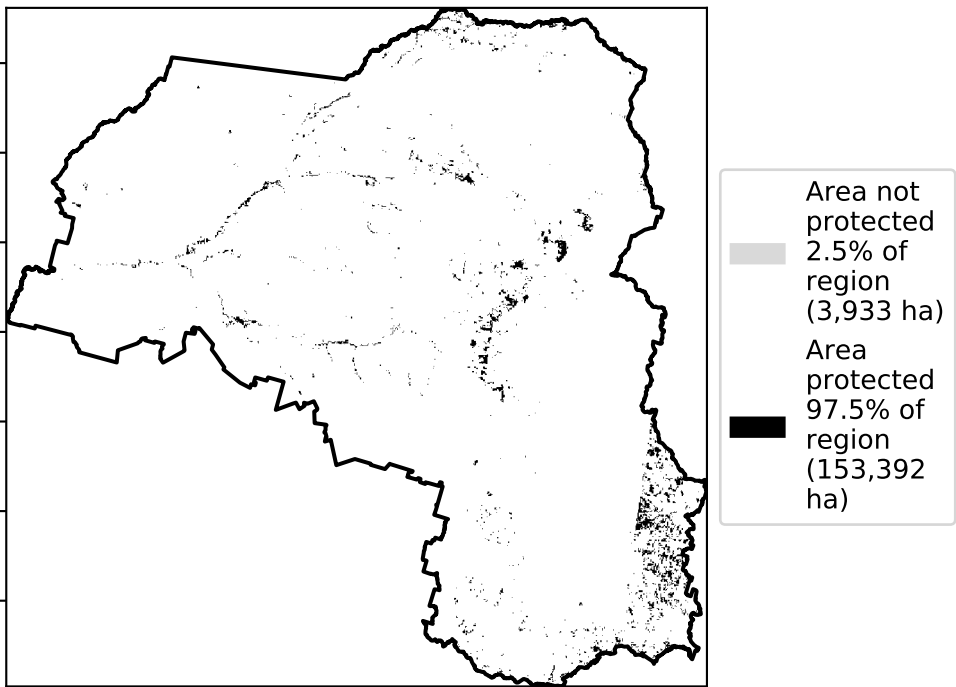 Area not
protected
2.5% of
region
(3,933 ha)
Area
protected
97.5% of
region
(153,392
ha)